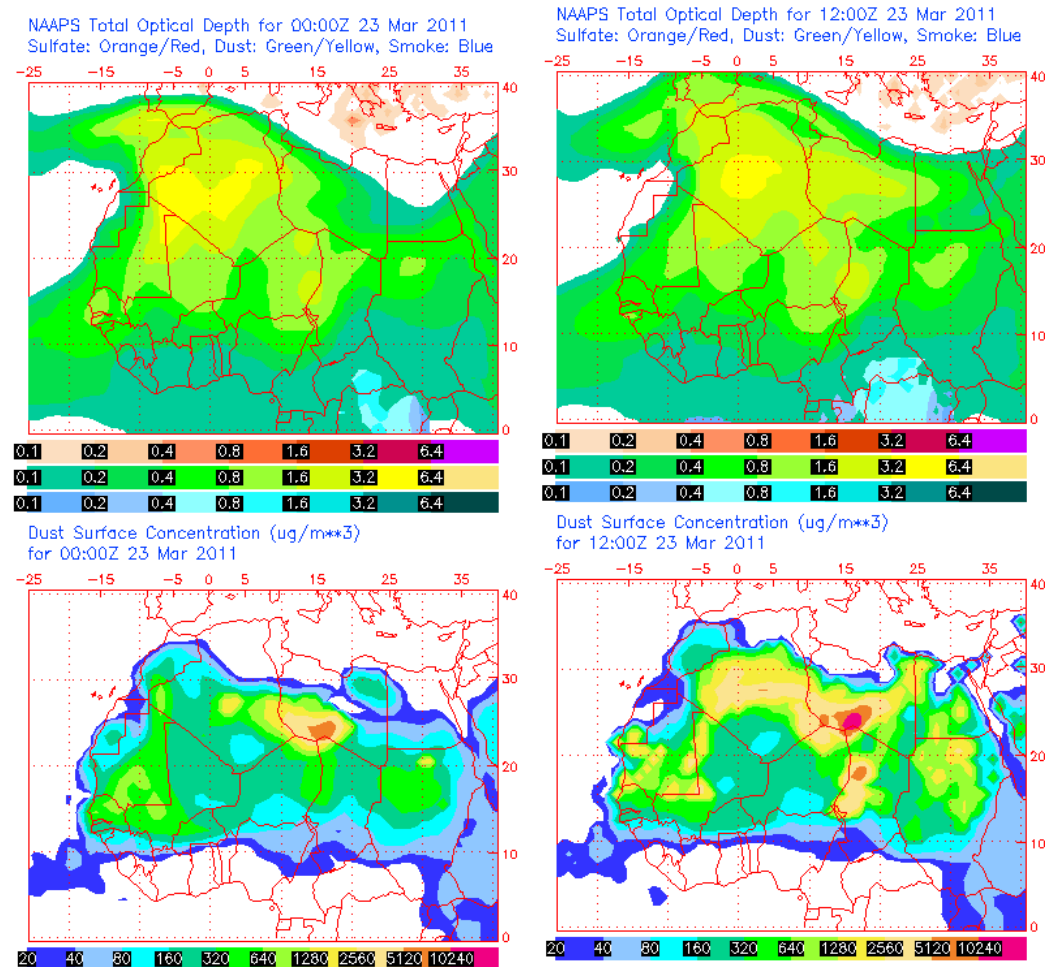 NAAPS Total Optical Depth for 00:00Z 23 Mar 2011
Sulfate: Orange/Red, Dust: Green/Yellow, Smoke: Blue
-25 -15 -5 0 5 15 25 35
40
30
20
10
0
0.1 0.2 0.4 0.8 1.6 3.2 6.4
0.1 0.2 0.4 0.8 1.6 3.2 6.4
0.1 0.2 0.4 0.8 1.6 3.2 6.4
NAAPS Total Optical Depth for 12:00Z 23 Mar 2011
Sulfate: Orange/Red, Dust: Green/Yellow, Smoke: Blue
-25 -15 -5 0 5 15 25 35
40
30
20
10
0
0.1 0.2 0.4 0.8 1.6 3.2 6.4
0.1 0.2 0.4 0.8 1.6 3.2 6.4
0.1 0.2 0.4 0.8 1.6 3.2 6.4
Dust Surface Concentration (ug/m**3)
for 00:00Z 23 Mar 2011
-25 -15 -5 0 5 15 25 35
40
30
20
10
0
20 40 80 160 320 640 1280 2560 5120 10240
Dust Surface Concentration (ug/m**3)
for 12:00Z 23 Mar 2011
-25 -15 -5 0 5 15 25 35
40
30
20
10
0
20 40 80 160 320 640 1280 2560 5120 10240